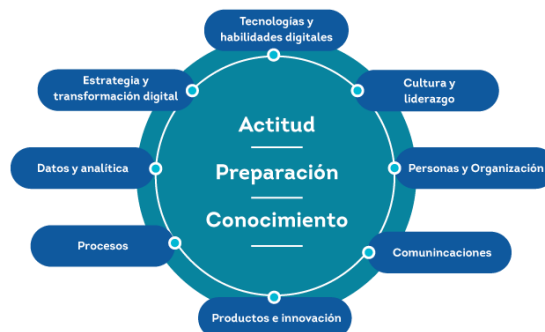 Tecnologías y
habilidades digitales
Estrategia y
transformación digital
Cultura y
liderazgo
Actitud
Datos y analítica
Preparación
Personas y Organización
Conocimiento
Procesos
Comunincaciones
Productos e innovación